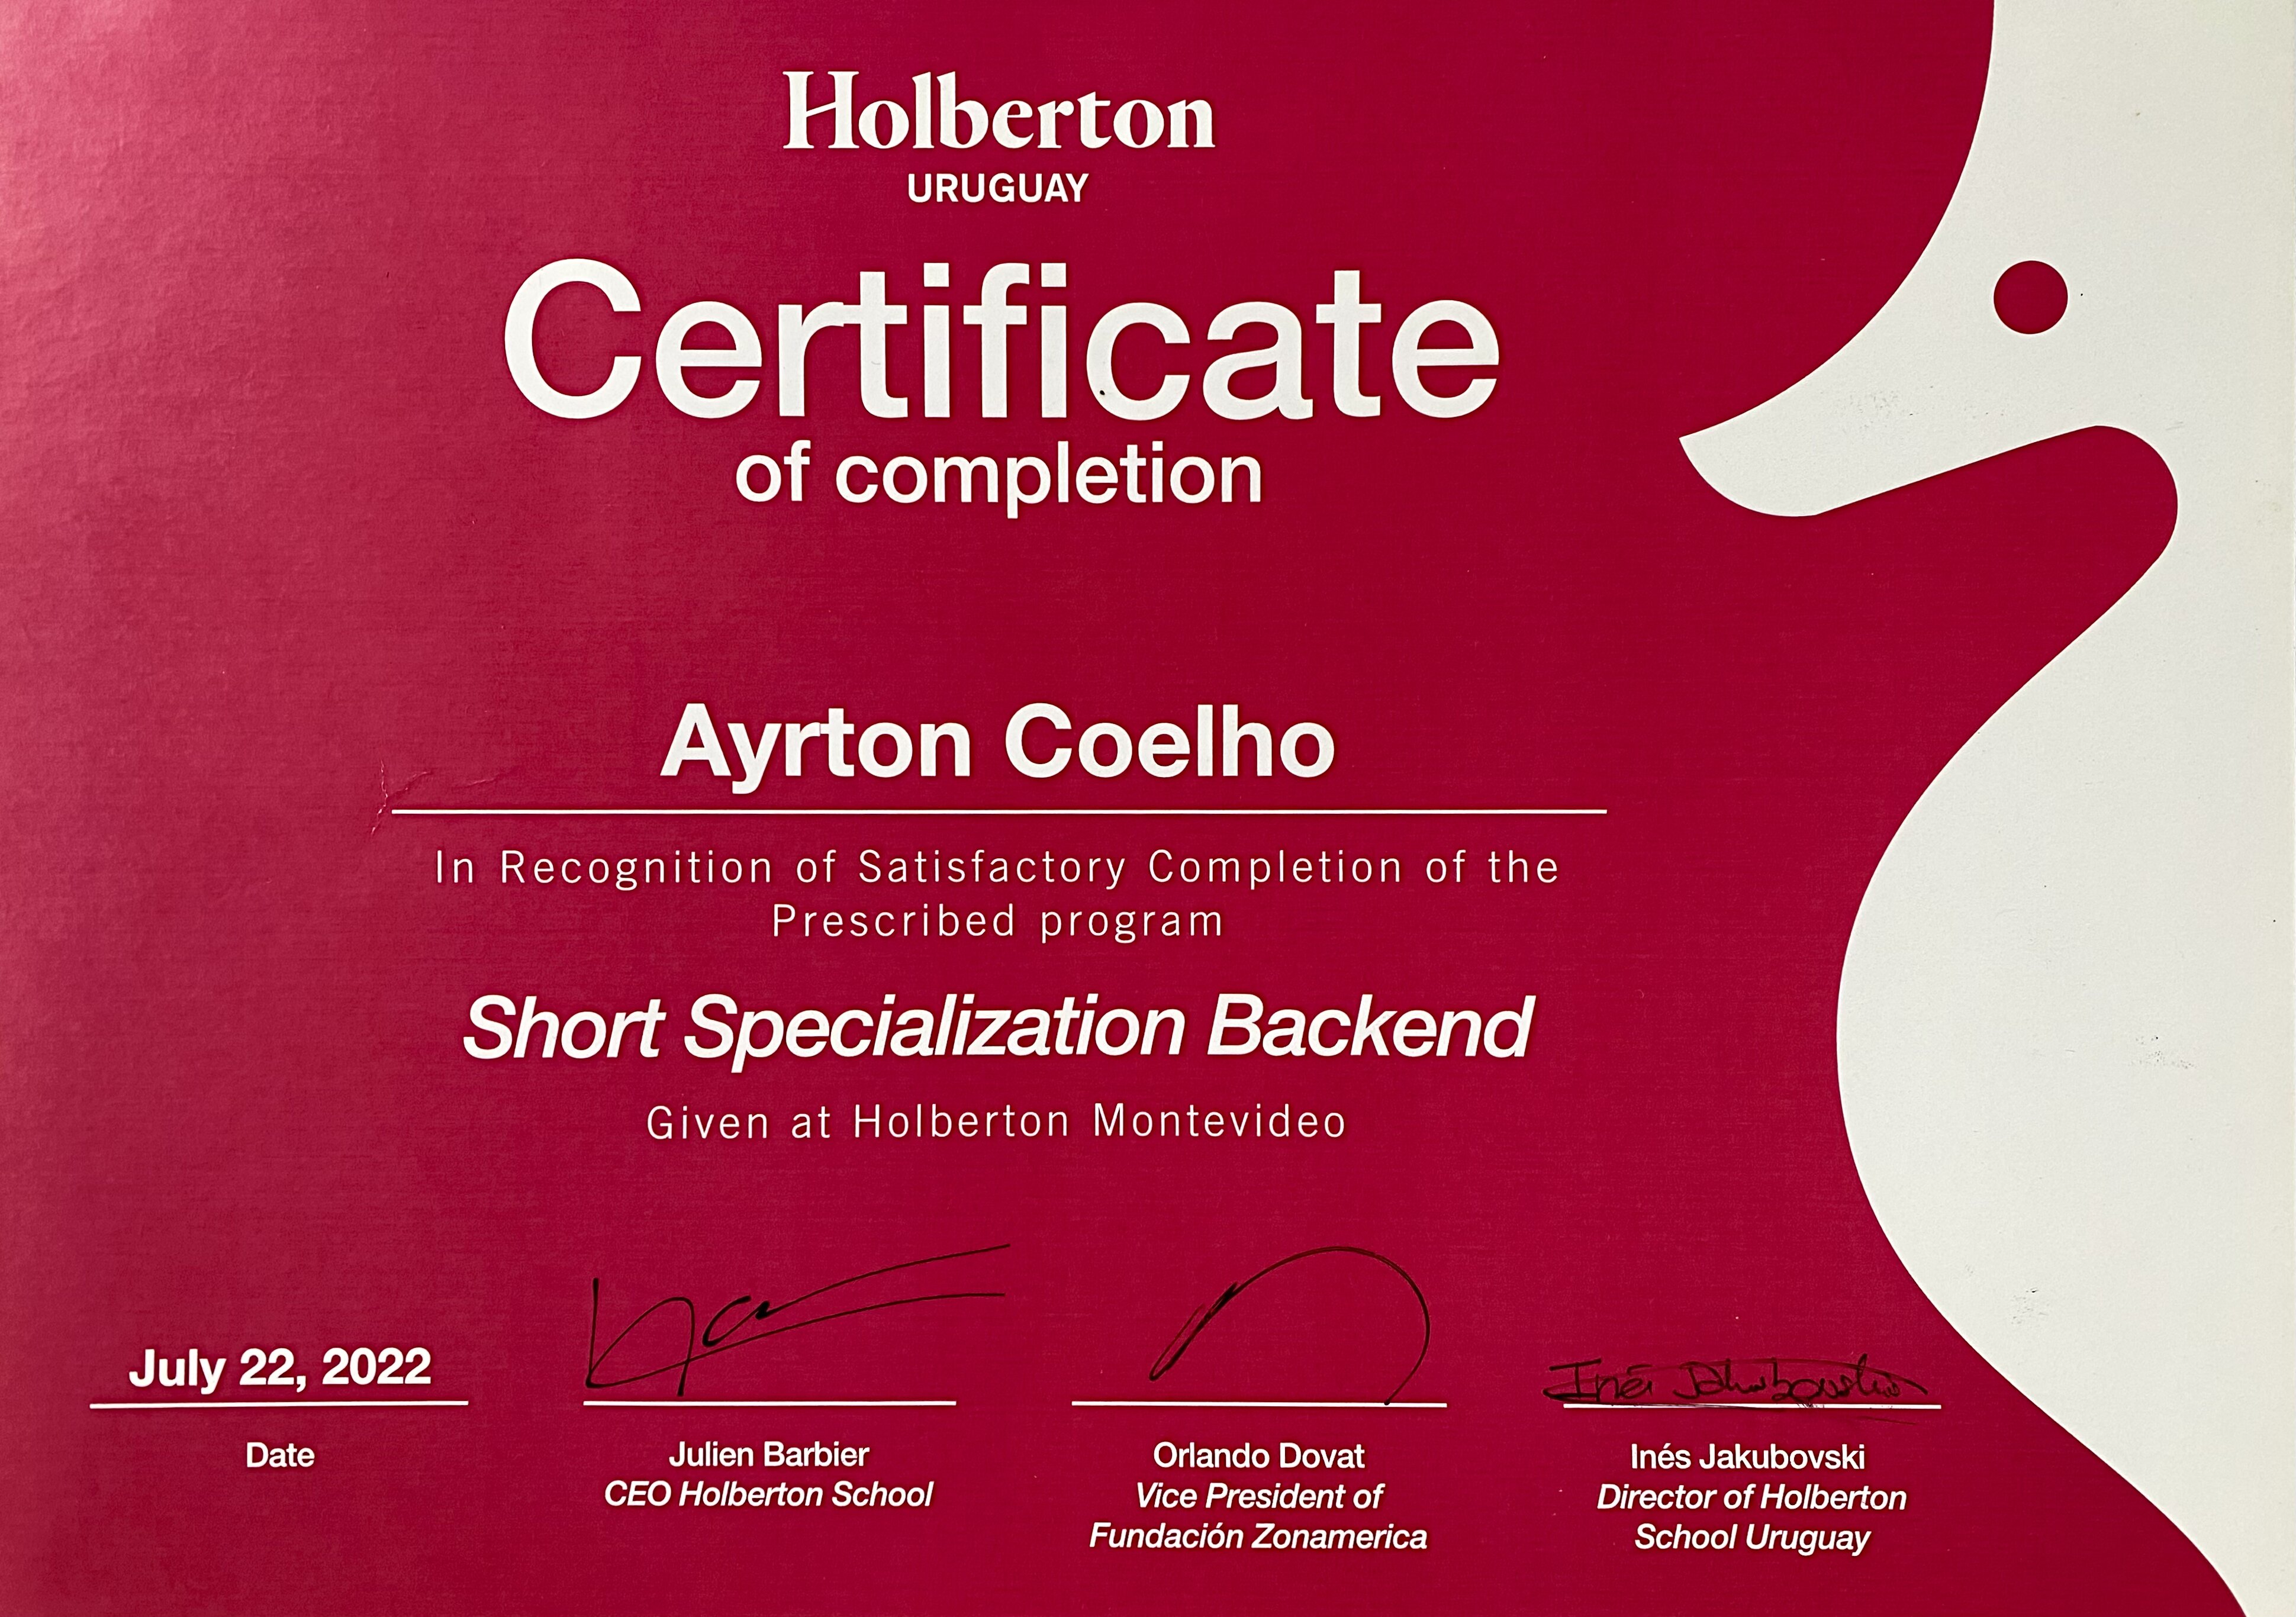 Holberton
URUGUAY
Certificate
of completion
Ayrton Coelho
In Recognition of Satisfactory Completion of the
Prescribed program
Short Specialization Backend
Given at Holberton Montevideo
July 22, 2022
Date
Julien Barbier
CEO Holberton School
Orlando Dovat
Vice President of
Fundación Zonamerica
Inés Jakubovski
Inés Jakubovski
Director of Holberton
School Uruguay